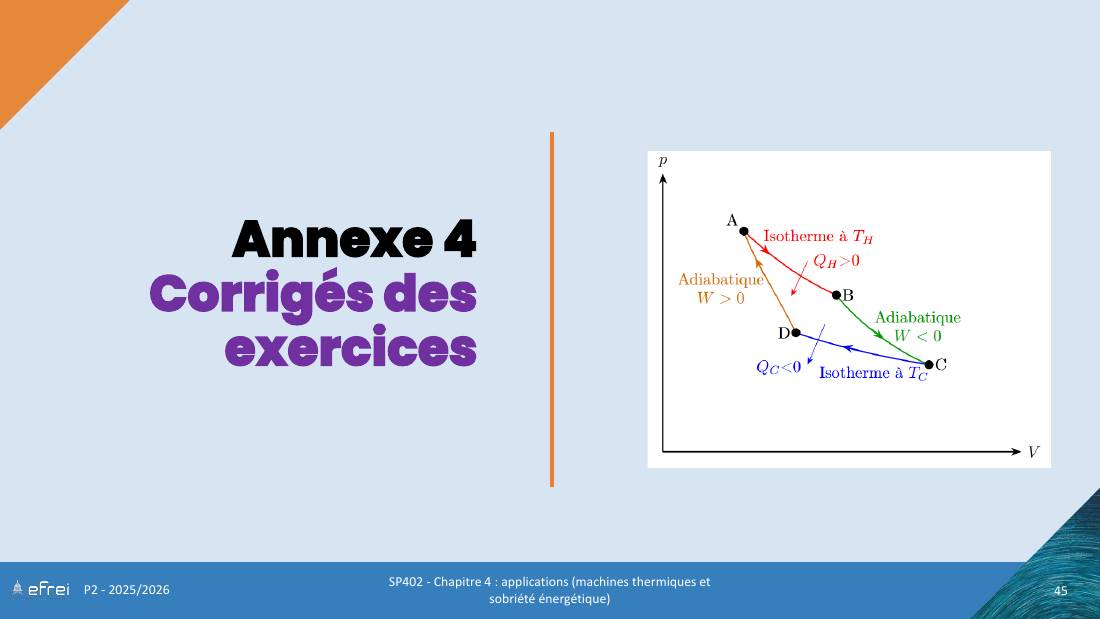 Annexe 4
Corrigés des
exercices
p
A
Isotherme à T_H
Q_H>0
Adiabatique
W > 0
B
Adiabatique
W < 0
D
Q_C<0
Isotherme à T_C
C
V
efrei
P2 - 2025/2026
SP402 - Chapitre 4 : applications (machines thermiques et
sobriété énergétique)
45